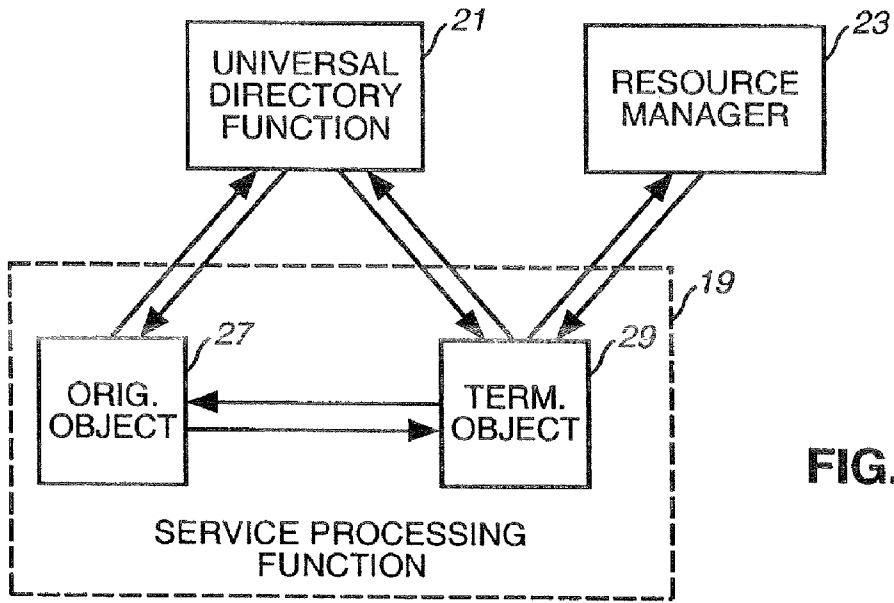 21
23
UNIVERSAL
DIRECTORY
FUNCTION
RESOURCE
MANAGER
19
27
29
ORIG.
OBJECT
TERM.
OBJECT
FIG.
SERVICE PROCESSING
FUNCTION